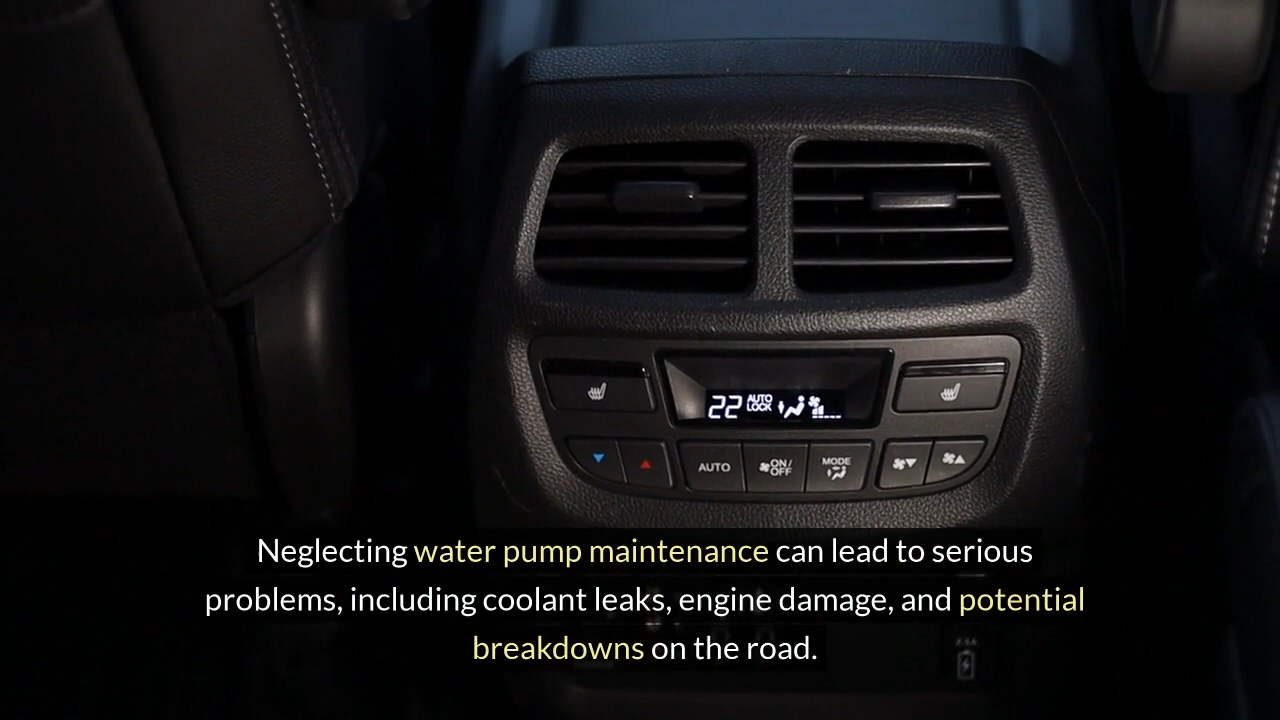 22 AUTO LOCK
AUTO ON/OFF MODE
Neglecting water pump maintenance can lead to serious
problems, including coolant leaks, engine damage, and potential
breakdowns on the road.